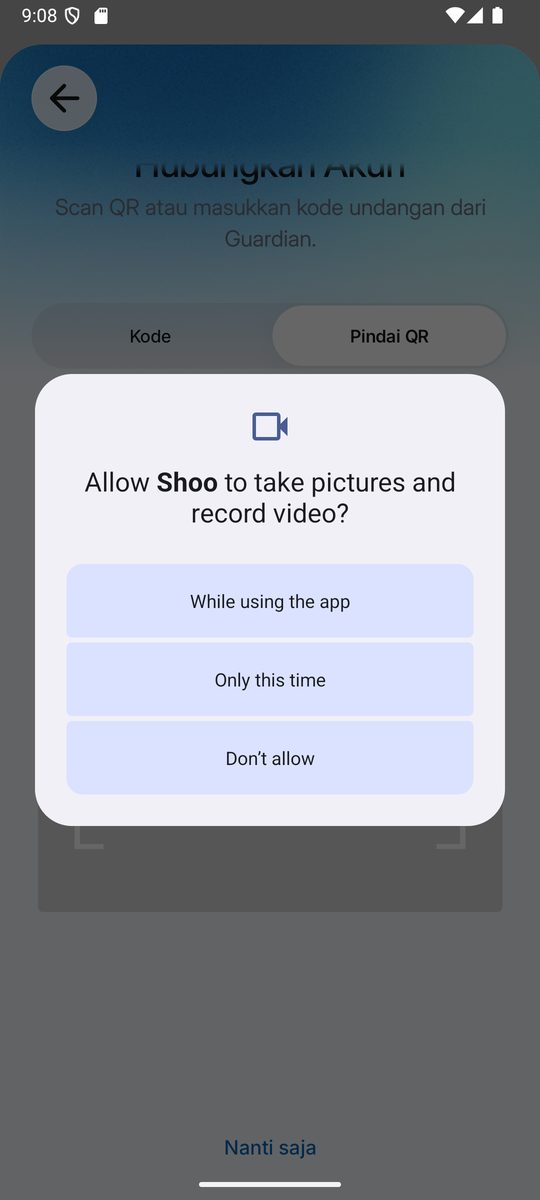 9:08
Hubungkan Akun
Scan QR atau masukkan kode undangan dari
Guardian.
Kode
Pindai QR
Allow Shoo to take pictures and
record video?
While using the app
Only this time
Don’t allow
Nanti saja